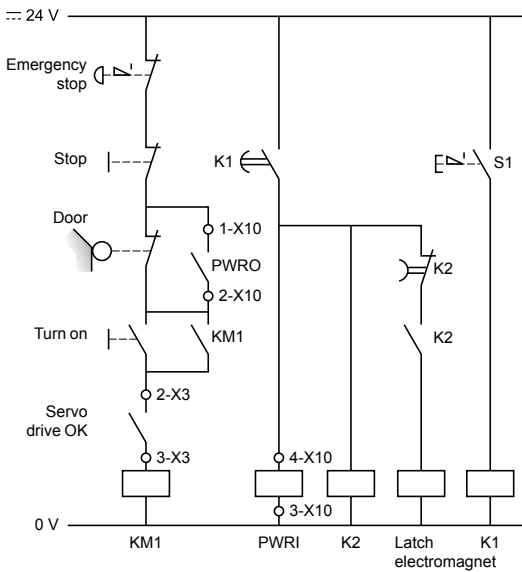 24 V
Emergency
stop
Stop
K1
S1
Door
1-X10
PWRO
K2
2-X10
Turn on
KM1
K2
2-X3
Servo
drive OK
3-X3
4-X10
3-X10
0 V
KM1
PWRI
K2
Latch
electromagnet
K1